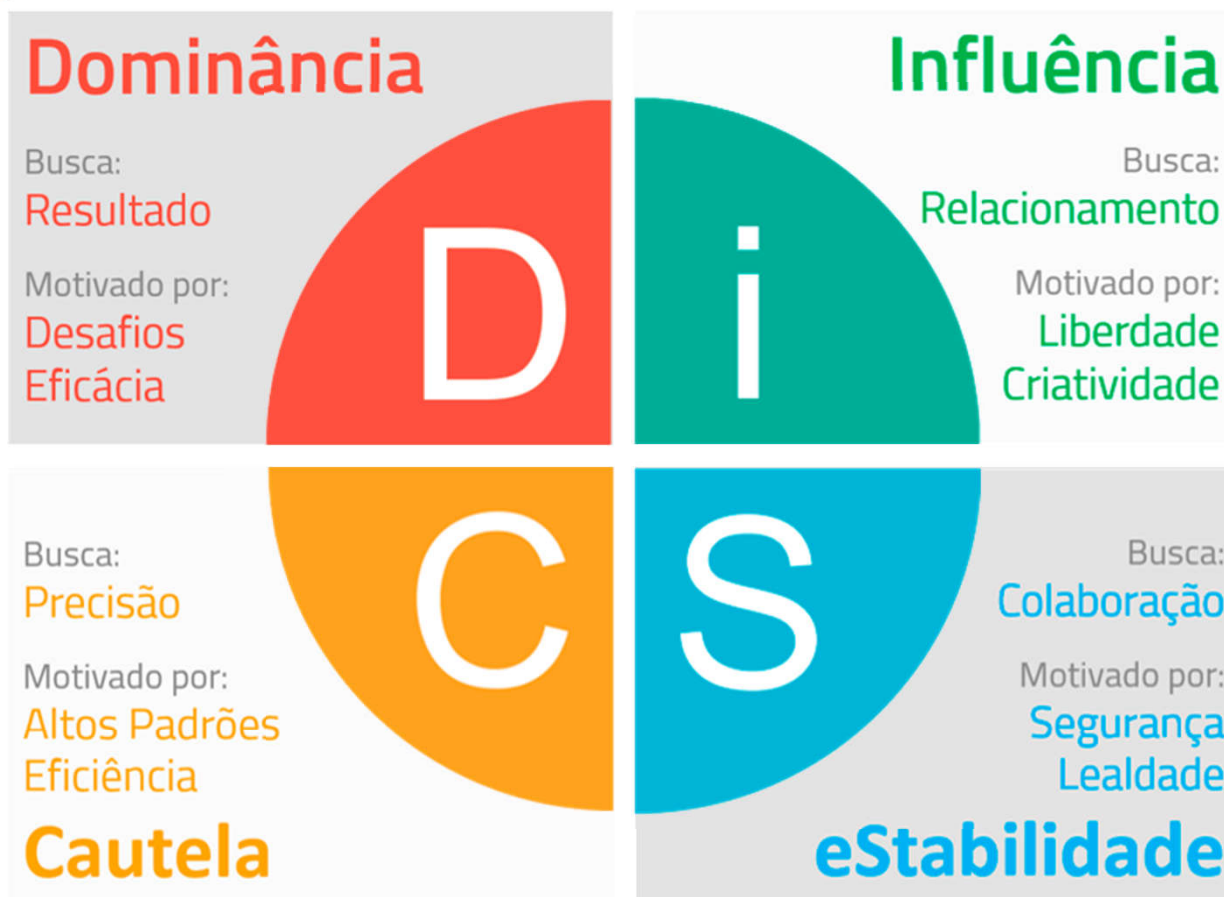 Dominância
Busca:
Resultado
Motivado por:
Desafios
Eficácia
D
Influência
Busca:
Relacionamento
Motivado por:
Liberdade
Criatividade
i
Busca:
Precisão
Motivado por:
Altos Padrões
Eficiência
Cautela
C
Busca:
Colaboração
Motivado por:
Segurança
Lealdade
eStabilidade
S